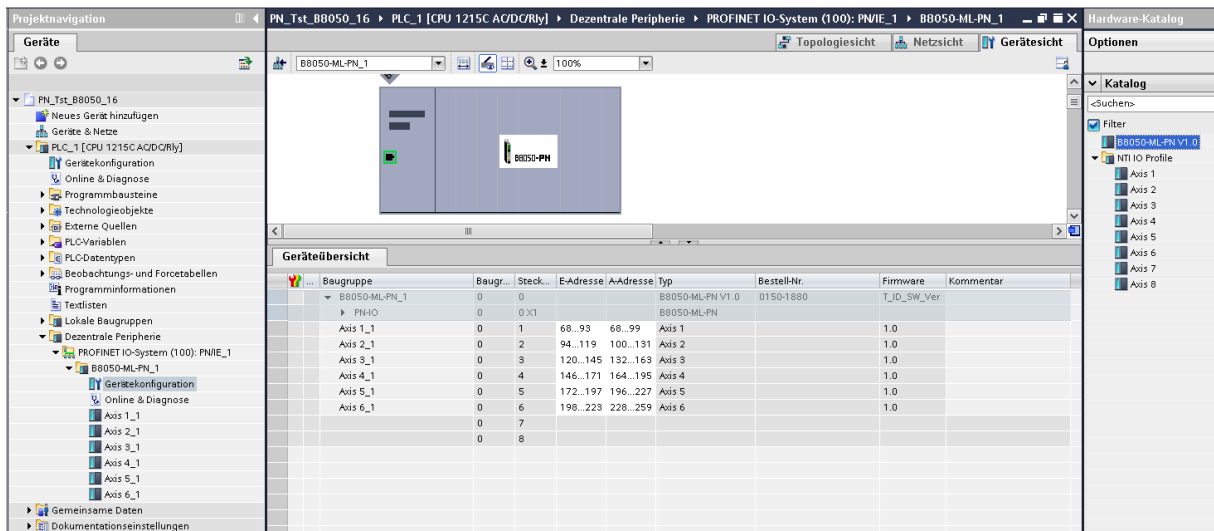 Projektnavigation
Geräte
PN_Tst_B8050_16
Neues Gerät hinzufügen
Geräte & Netze
PLC_1 [CPU 1215C AC/DC/Rly]
Gerätekonfiguration
Online & Diagnose
Programmbausteine
Technologieobjekte
Externe Quellen
PLC-Variablen
PLC-Datentypen
Beobachtungs- und Forcetabellen
Programminformationen
Textlisten
Lokale Baugruppen
Dezentrale Peripherie
PROFINET IO-System (100): PN/IE_1
B8050-ML-PN_1
Gerätekonfiguration
Online & Diagnose
Axis 1_1
Axis 2_1
Axis 3_1
Axis 4_1
Axis 5_1
Axis 6_1
Gemeinsame Daten
Dokumentationseinstellungen
PN_Tst_B8050_16 PLC_1 [CPU 1215C AC/DC/Rly] Dezentrale Peripherie PROFINET IO-System (100): PN/IE_1 B8050-ML-PN_1
Topologiesicht Netzsicht Gerätesicht
B8050-ML-PN_1 100%
B8050-PN
Geräteübersicht
... Baugruppe Baugr... Steck... E-Adresse A-Adresse Typ Bestell-Nr. Firmware Kommentar
B8050-ML-PN_1 0 0 B8050-ML-PN V1.0 0150-1880 T_ID_SW_Ver
PN-IO 0 0 X1 B8050-ML-PN
Axis 1_1 0 1 68...93 68...99 Axis 1 1.0
Axis 2_1 0 2 94...119 100...131 Axis 2 1.0
Axis 3_1 0 3 120...145 132...163 Axis 3 1.0
Axis 4_1 0 4 146...171 164...195 Axis 4 1.0
Axis 5_1 0 5 172...197 196...227 Axis 5 1.0
Axis 6_1 0 6 198...223 228...259 Axis 6 1.0
0 7
0 8
Hardware-Katalog
Optionen
Katalog
<Suchen>
Filter
B8050-ML-PN V1.0
NTI IO Profile
Axis 1
Axis 2
Axis 3
Axis 4
Axis 5
Axis 6
Axis 7
Axis 8